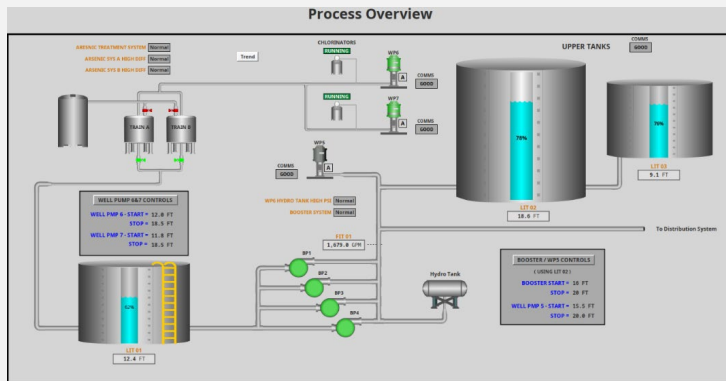 Process Overview
ARSENIC TREATMENT SYSTEM Normal
ARSENIC SYS A HIGH DIFF Normal
ARSENIC SYS B HIGH DIFF Normal
Trend
CHLORINATORS
RUNNING
WP6
A
COMMS
GOOD
RUNNING
WP7
A
COMMS
GOOD
UPPER TANKS
COMMS
GOOD
78%
LIT 02
18.6 FT
76%
LIT 03
9.1 FT
TRAIN A
TRAIN B
WP5
A
COMMS
GOOD
WELL PUMP 6&7 CONTROLS
WELL PMP 6 - START = 12.0 FT
STOP = 18.5 FT
WELL PMP 7 - START = 11.0 FT
STOP = 18.5 FT
WP6 HYDRO TANK HIGH PSI Normal
BOOSTER SYSTEM Normal
FIT 01
1,679.0 GPM
To Distribution System
BP1
BP2
BP3
BP4
Hydro Tank
BOOSTER / WP5 CONTROLS
( USING LIT 02 )
BOOSTER START = 16 FT
STOP = 20 FT
WELL PMP 5 - START = 15.5 FT
STOP = 20.0 FT
52%
LIT 01
12.4 FT